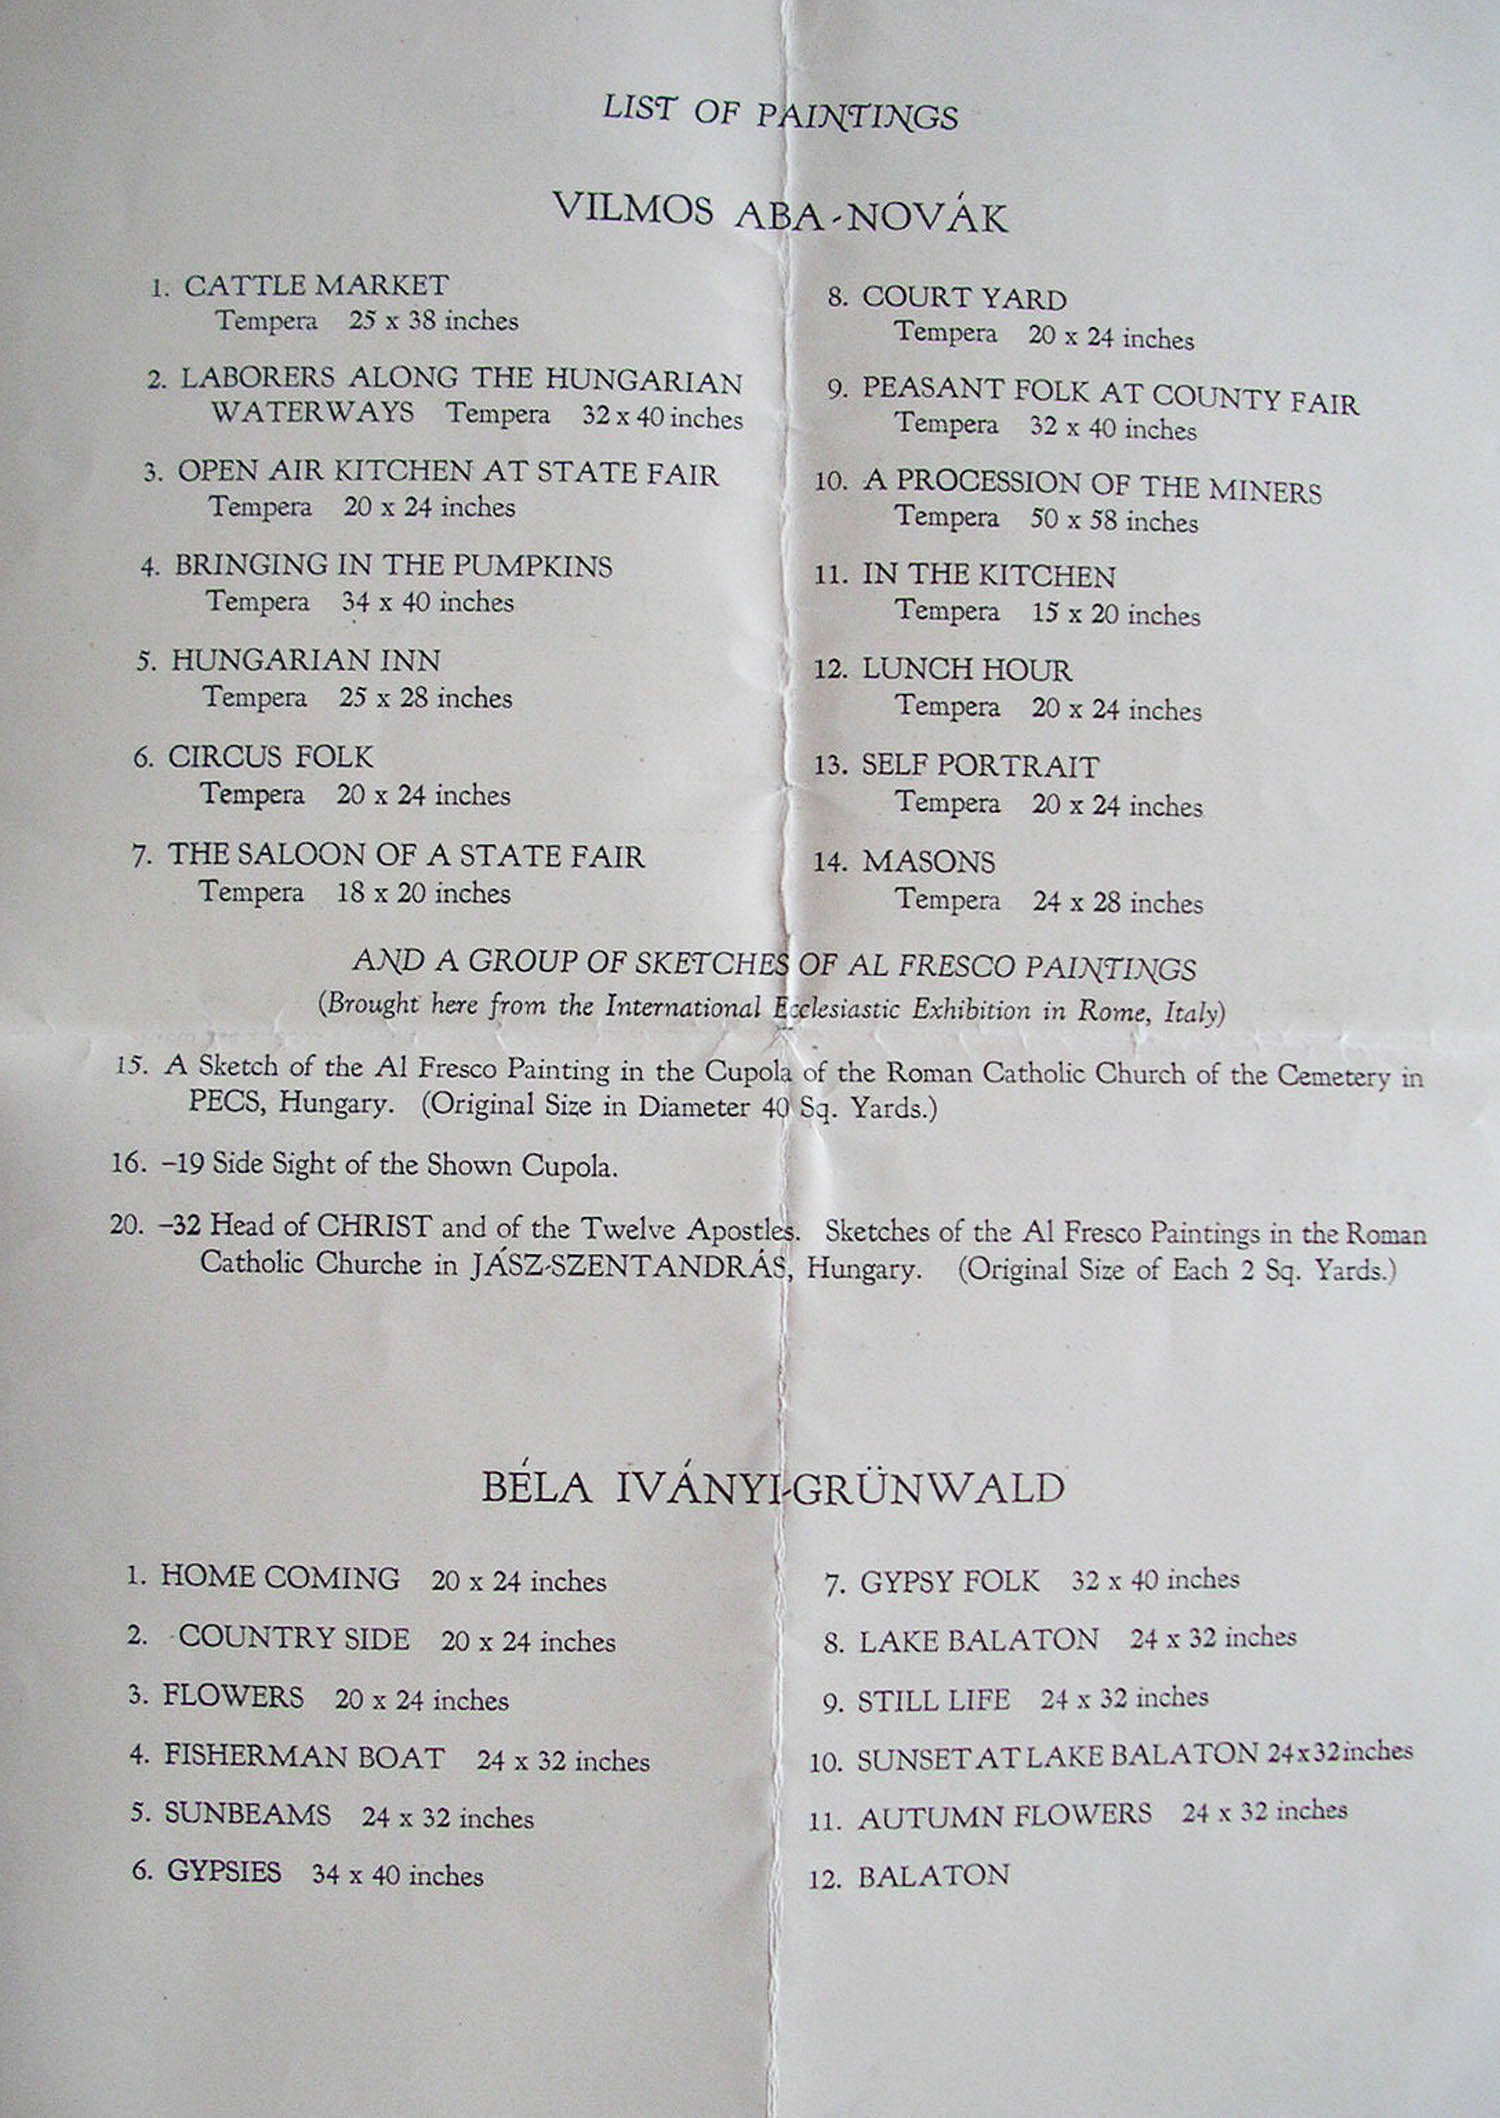 LIST OF PAINTINGS
VILMOS ABA-NOVÁK
1. CATTLE MARKET
Tempera 25 x 38 inches
2. LABORERS ALONG THE HUNGARIAN
WATERWAYS Tempera 32 x 40 inches
3. OPEN AIR KITCHEN AT STATE FAIR
Tempera 20 x 24 inches
4. BRINGING IN THE PUMPKINS
Tempera 34 x 40 inches
5. HUNGARIAN INN
Tempera 25 x 28 inches
6. CIRCUS FOLK
Tempera 20 x 24 inches
7. THE SALOON OF A STATE FAIR
Tempera 18 x 20 inches
8. COURT YARD
Tempera 20 x 24 inches
9. PEASANT FOLK AT COUNTY FAIR
Tempera 32 x 40 inches
10. A PROCESSION OF THE MINERS
Tempera 50 x 58 inches
11. IN THE KITCHEN
Tempera 15 x 20 inches
12. LUNCH HOUR
Tempera 20 x 24 inches
13. SELF PORTRAIT
Tempera 20 x 24 inches
14. MASONS
Tempera 24 x 28 inches
AND A GROUP OF SKETCHES OF AL FRESCO PAINTINGS
(Brought here from the International Ecclesiastic Exhibition in Rome, Italy)
15. A Sketch of the Al Fresco Painting in the Cupola of the Roman Catholic Church of the Cemetery in
PECS, Hungary. (Original Size in Diameter 40 Sq. Yards.)
16. –19 Side Sight of the Shown Cupola.
20. –32 Head of CHRIST and of the Twelve Apostles. Sketches of the Al Fresco Paintings in the Roman
Catholic Churche in JÁSZ-SZENTANDRÁS, Hungary. (Original Size of Each 2 Sq. Yards.)
BÉLA IVÁNYI-GRÜNWALD
1. HOME COMING 20 x 24 inches
2. COUNTRY SIDE 20 x 24 inches
3. FLOWERS 20 x 24 inches
4. FISHERMAN BOAT 24 x 32 inches
5. SUNBEAMS 24 x 32 inches
6. GYPSIES 34 x 40 inches
7. GYPSY FOLK 32 x 40 inches
8. LAKE BALATON 24 x 32 inches
9. STILL LIFE 24 x 32 inches
10. SUNSET AT LAKE BALATON 24 x 32 inches
11. AUTUMN FLOWERS 24 x 32 inches
12. BALATON